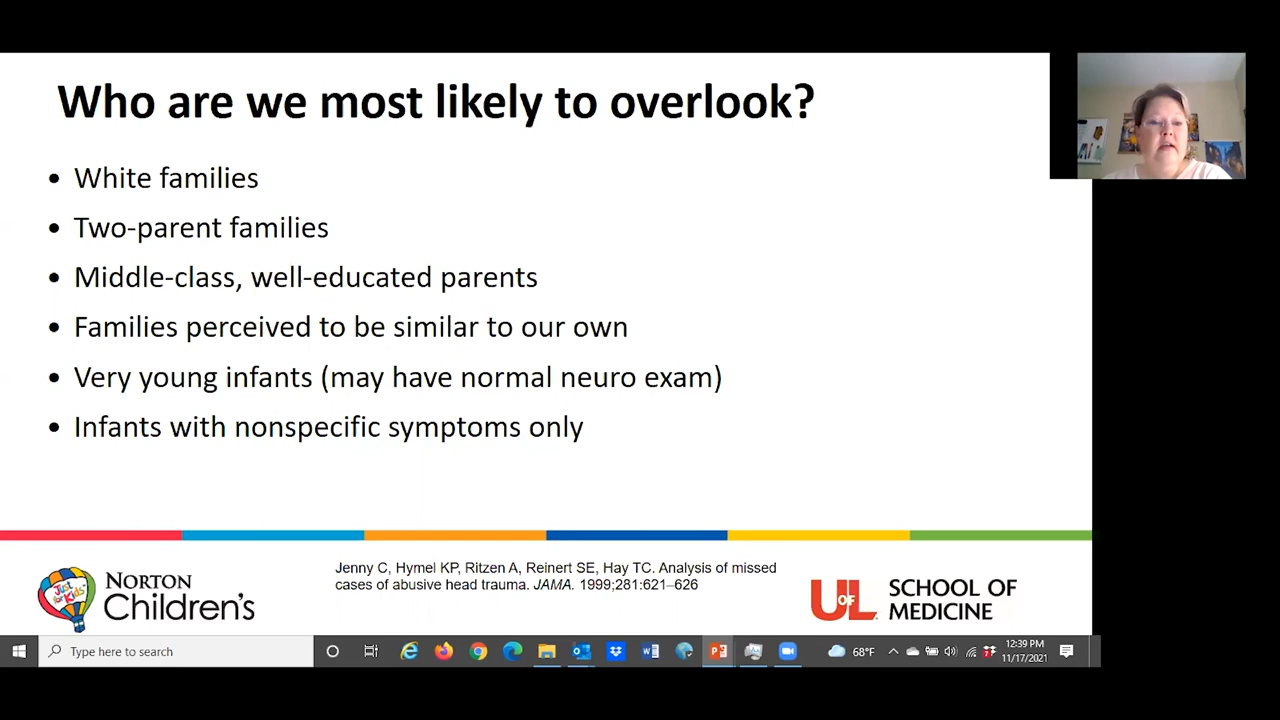 Who are we most likely to overlook?
• White families
• Two-parent families
• Middle-class, well-educated parents
• Families perceived to be similar to our own
• Very young infants (may have normal neuro exam)
• Infants with nonspecific symptoms only
Just for Kids
NORTON
Children's
Jenny C, Hymel KP, Ritzen A, Reinert SE, Hay TC. Analysis of missed
cases of abusive head trauma. JAMA. 1999;281:621–626
UofL
SCHOOL OF
MEDICINE
Type here to search
68°F
12:39 PM
11/17/2021